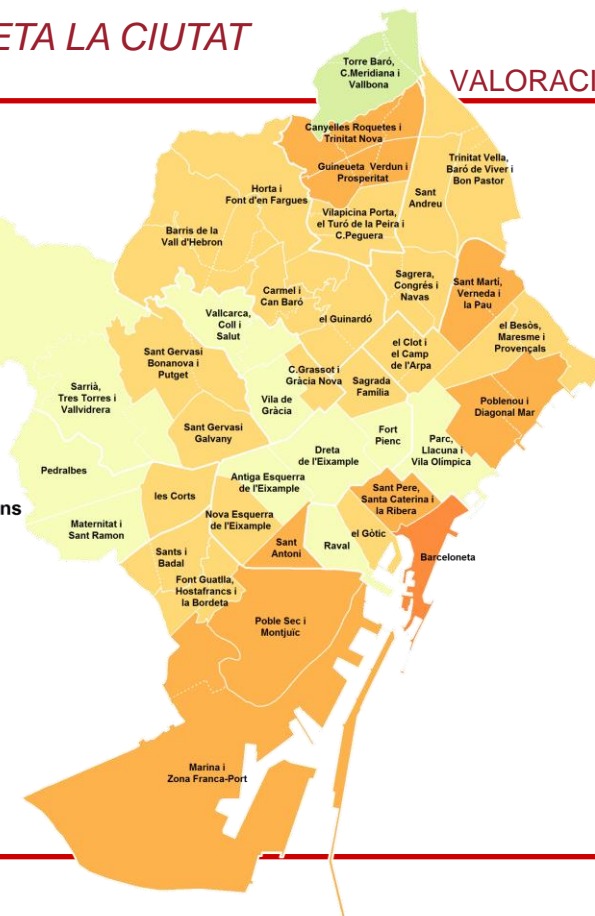 ETA LA CIUTAT
VALORACI
Torre Baró,
C.Meridiana i
Vallbona
Canyelles Roquetes i
Trinitat Nova
Guineueta Verdun i
Prosperitat
Trinitat Vella,
Baró de Viver i
Bon Pastor
Sant
Andreu
Horta i
Font d'en Fargues
Vilapicina Porta,
el Turó de la Peira i
C.Peguera
Barris de la
Vall d'Hebron
Sagrera,
Congrés i
Navas
Sant Martí,
Verneda i
la Pau
Carmel i
Can Baró
Vallcarca,
Coll i
Salut
el Guinardó
el Besòs,
Maresme i
Provençals
el Clot i
el Camp
de l'Arpa
Sant Gervasi
Bonanova i
Putget
C.Grassot i
Gràcia Nova
Sagrada
Família
Sarrià,
Tres Torres i
Vallvidrera
Vila de
Gràcia
Poblenou i
Diagonal Mar
Sant Gervasi
Galvany
Fort
Pienc
Parc,
Llacuna i
Vila Olímpica
Dreta
de l'Eixample
Pedralbes
Antiga Esquerra
de l'Eixample
les Corts
Sant Pere,
Santa Caterina i
la Ribera
ns
Nova Esquerra
de l'Eixample
Maternitat i
Sant Ramon
el Gòtic
Sant
Antoni
Raval
Barceloneta
Sants i
Badal
Font Guatlla,
Hostafrancs i
la Bordeta
Poble Sec i
Montjuïc
Marina i
Zona Franca-Port